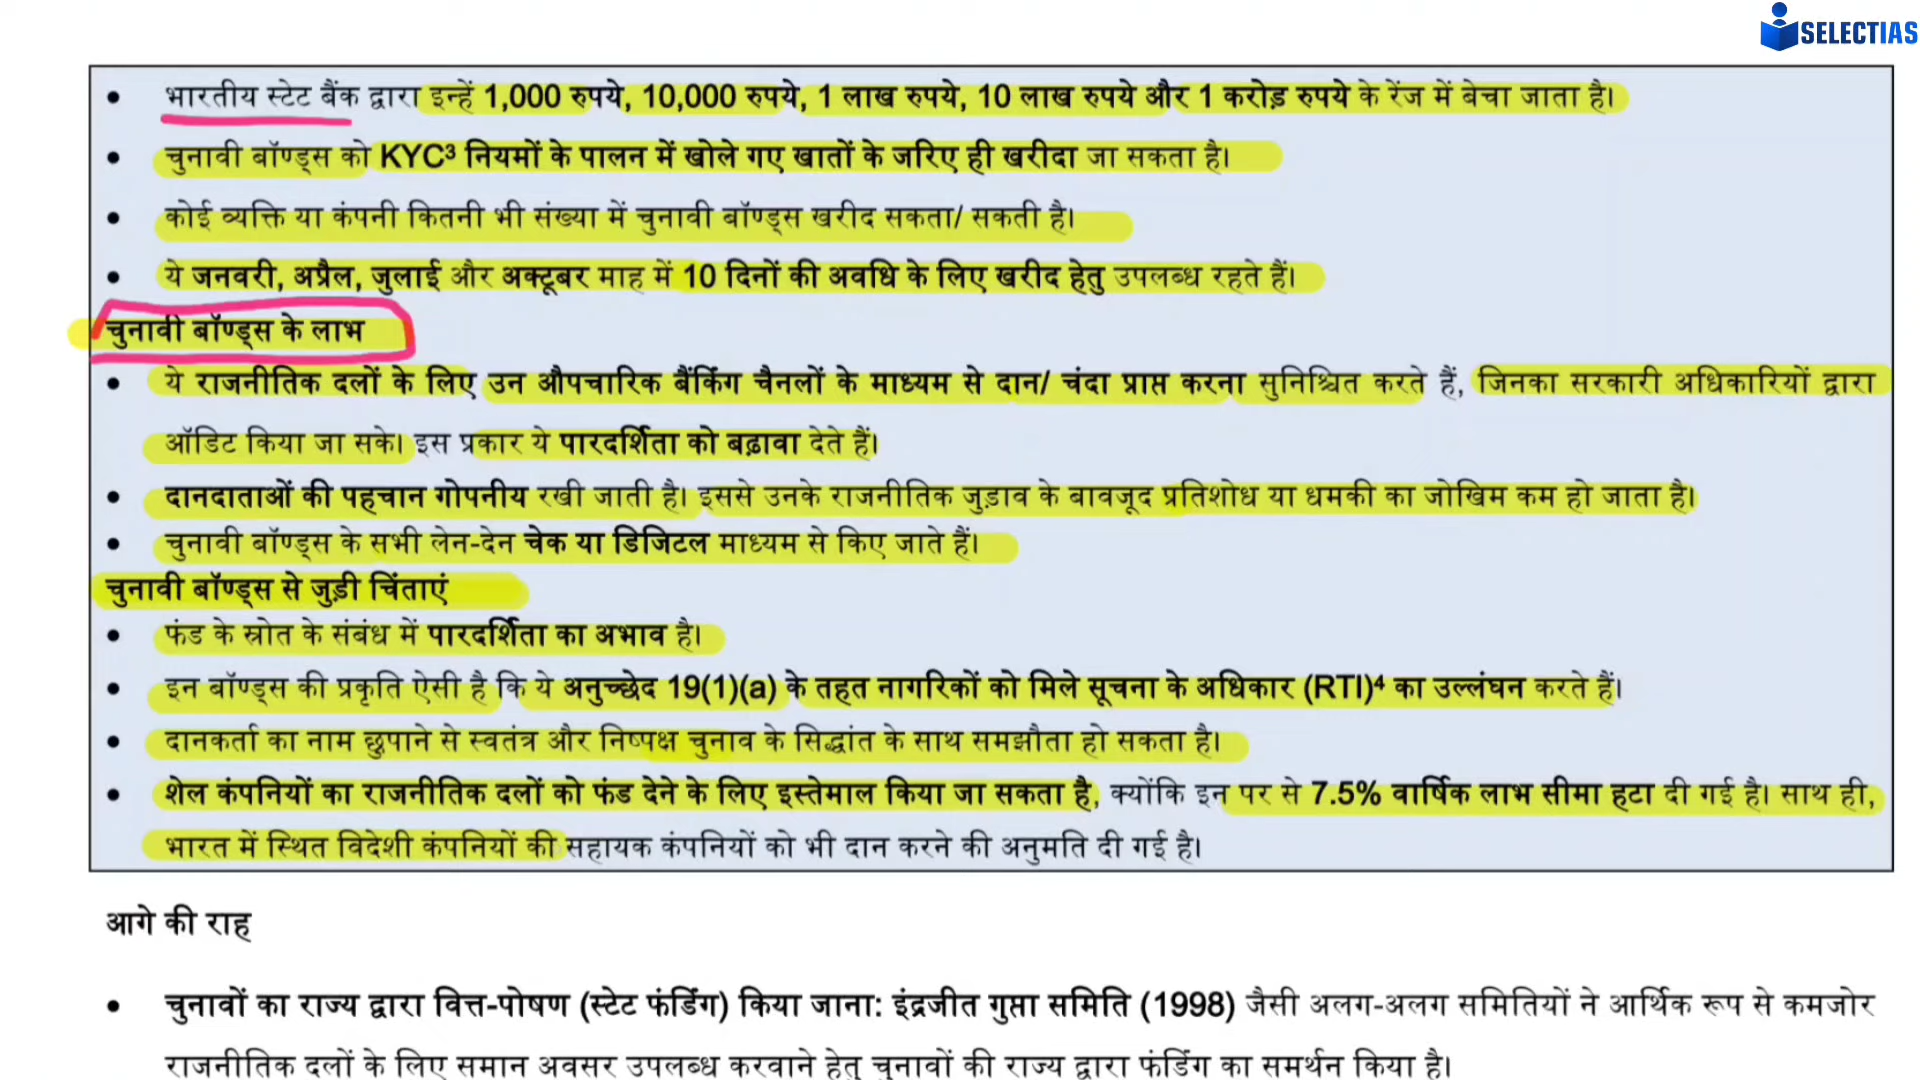 SELECTIAS
• भारतीय स्टेट बैंक द्वारा इन्हें 1,000 रुपये, 10,000 रुपये, 1 लाख रुपये, 10 लाख रुपये और 1 करोड़ रुपये के रेंज में बेचा जाता है।
• चुनावी बॉण्ड्स को KYC³ नियमों के पालन में खोले गए खातों के जरिए ही खरीदा जा सकता है।
• कोई व्यक्ति या कंपनी कितनी भी संख्या में चुनावी बॉण्ड्स खरीद सकता/ सकती है।
• ये जनवरी, अप्रैल, जुलाई और अक्टूबर माह में 10 दिनों की अवधि के लिए खरीद हेतु उपलब्ध रहते हैं।
चुनावी बॉण्ड्स के लाभ
• ये राजनीतिक दलों के लिए उन औपचारिक बैंकिंग चैनलों के माध्यम से दान/ चंदा प्राप्त करना सुनिश्चित करते हैं, जिनका सरकारी अधिकारियों द्वारा
ऑडिट किया जा सके। इस प्रकार ये पारदर्शिता को बढ़ावा देते हैं।
• दानदाताओं की पहचान गोपनीय रखी जाती है। इससे उनके राजनीतिक जुड़ाव के बावजूद प्रतिशोध या धमकी का जोखिम कम हो जाता है।
• चुनावी बॉण्ड्स के सभी लेन-देन चेक या डिजिटल माध्यम से किए जाते हैं।
चुनावी बॉण्ड्स से जुड़ी चिंताएं
• फंड के स्रोत के संबंध में पारदर्शिता का अभाव है।
• इन बॉण्ड्स की प्रकृति ऐसी है कि ये अनुच्छेद 19(1)(a) के तहत नागरिकों को मिले सूचना के अधिकार (RTI)⁴ का उल्लंघन करते हैं।
• दानकर्ता का नाम छुपाने से स्वतंत्र और निष्पक्ष चुनाव के सिद्धांत के साथ समझौता हो सकता है।
• शेल कंपनियों का राजनीतिक दलों को फंड देने के लिए इस्तेमाल किया जा सकता है, क्योंकि इन पर से 7.5% वार्षिक लाभ सीमा हटा दी गई है। साथ ही,
भारत में स्थित विदेशी कंपनियों की सहायक कंपनियों को भी दान करने की अनुमति दी गई है।
आगे की राह
• चुनावों का राज्य द्वारा वित्त-पोषण (स्टेट फंडिंग) किया जाना: इंद्रजीत गुप्ता समिति (1998) जैसी अलग-अलग समितियों ने आर्थिक रूप से कमजोर
राजनीतिक दलों के लिए समान अवसर उपलब्ध करवाने हेतु चुनावों की राज्य द्वारा फंडिंग का समर्थन किया है।